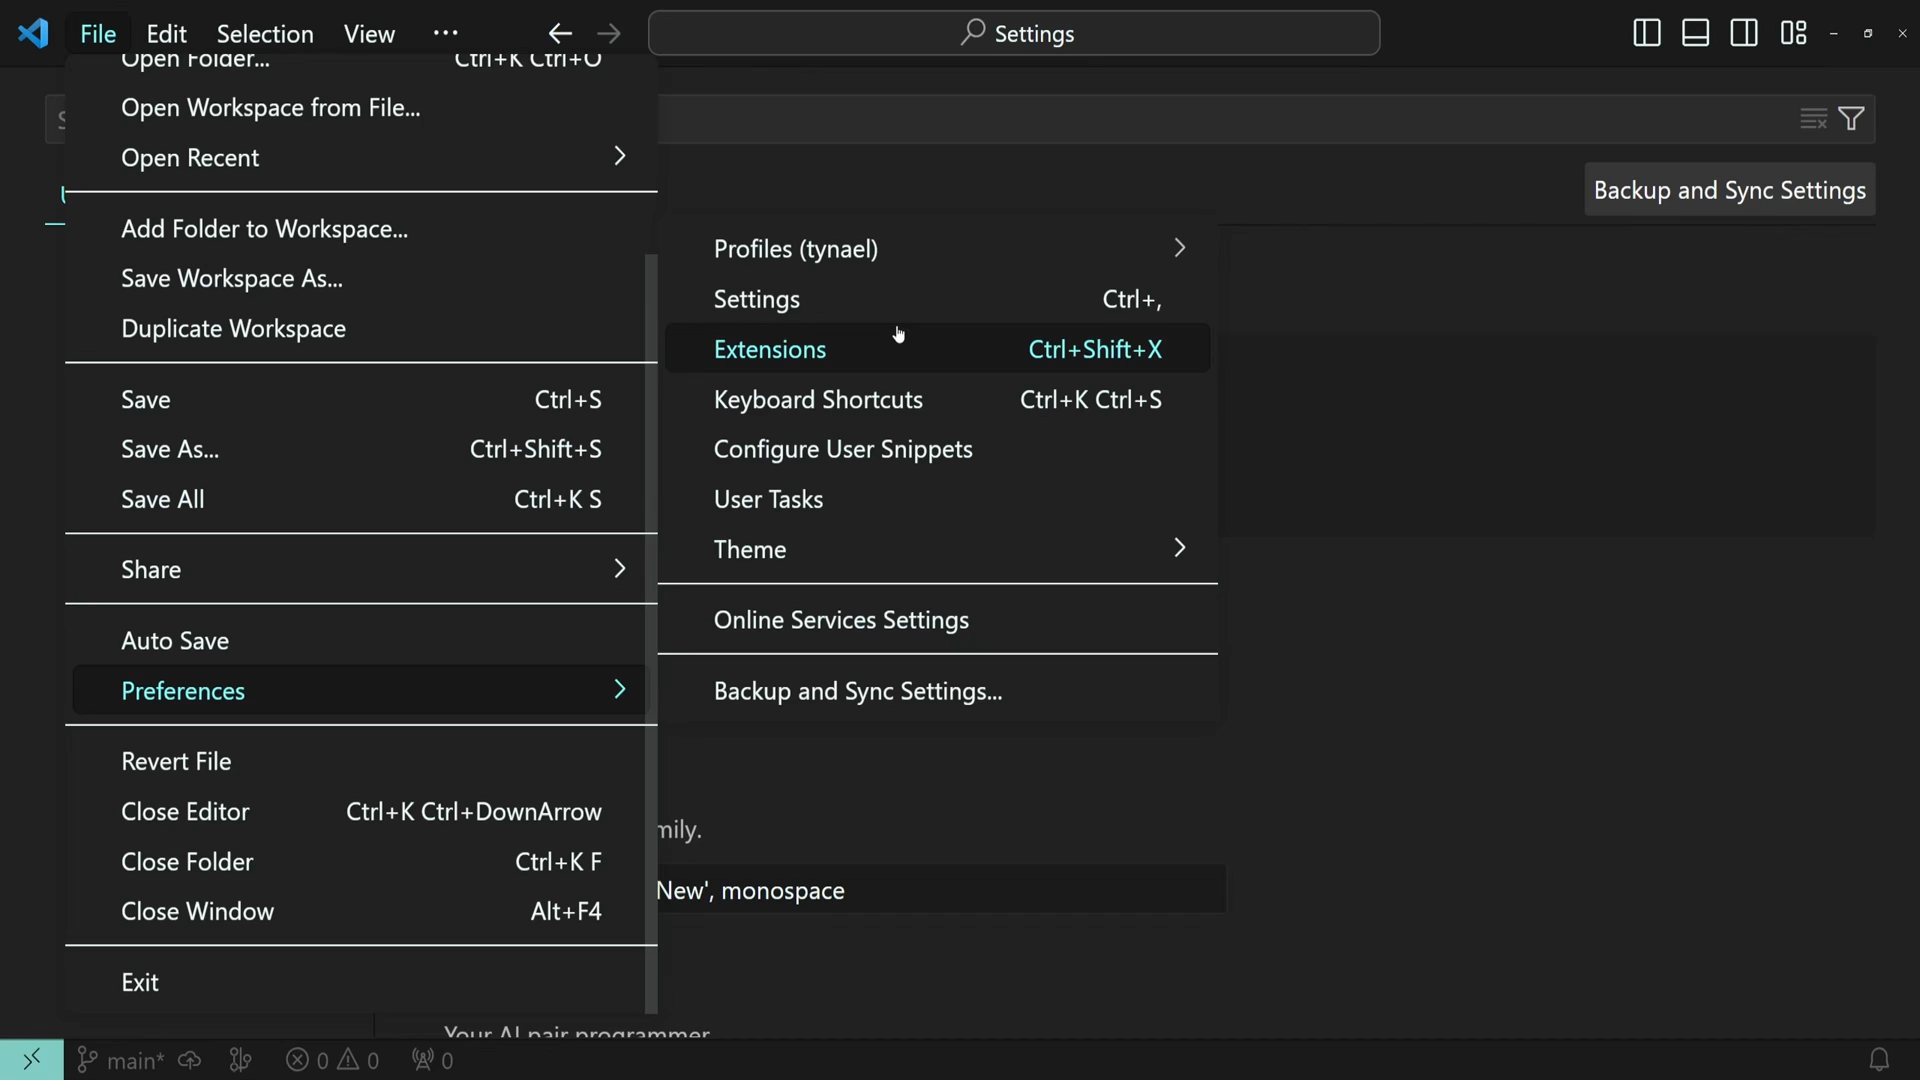 File Edit Selection View ···
Settings
Open Folder... Ctrl+K Ctrl+O
Open Workspace from File...
Open Recent
Add Folder to Workspace...
Save Workspace As...
Duplicate Workspace
Save Ctrl+S
Save As... Ctrl+Shift+S
Save All Ctrl+K S
Share
Auto Save
Preferences
Revert File
Close Editor Ctrl+K Ctrl+DownArrow
Close Folder Ctrl+K F
Close Window Alt+F4
Exit
Backup and Sync Settings
Profiles (tynael)
Settings Ctrl+,
Extensions Ctrl+Shift+X
Keyboard Shortcuts Ctrl+K Ctrl+S
Configure User Snippets
User Tasks
Theme
Online Services Settings
Backup and Sync Settings...
mily.
New', monospace
Your AI pair programmer
main* 0 0 0